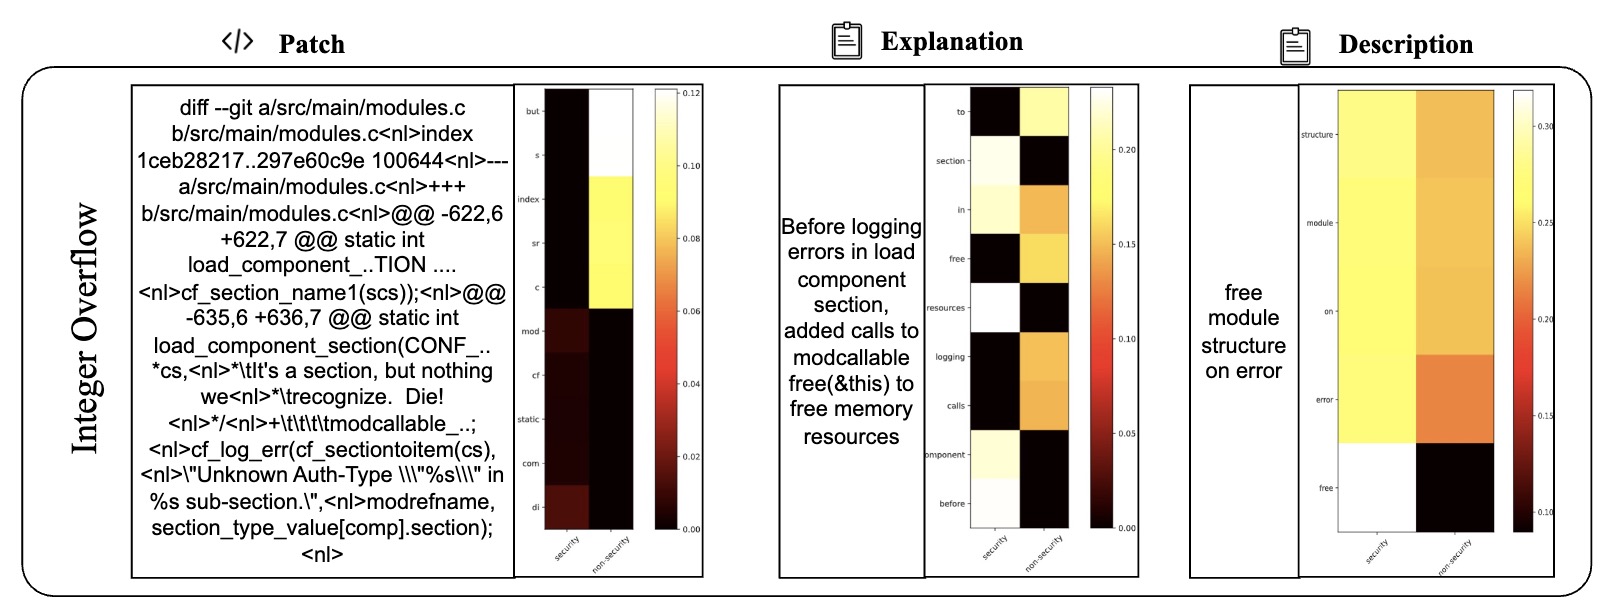 </> Patch
Explanation
Description
Integer Overflow
diff --git a/src/main/modules.c
b/src/main/modules.c<nl>index
1ceb28217..297e60c9e 100644<nl>---
a/src/main/modules.c<nl>+++
b/src/main/modules.c<nl>@@ -622,6
+622,7 @@ static int
load_component_..TION ....
<nl>cf_section_name1(scs));<nl>@@
-635,6 +636,7 @@ static int
load_component_section(CONF_..
*cs,<nl>*\tIt's a section, but nothing
we<nl>*\trecognize.  Die!
<nl>*/<nl>+\t\t\t\tmodcallable_..;
<nl>cf_log_err(cf_sectiontoitem(cs),
<nl>\"Unknown Auth-Type \\\"%s\\\" in
%s sub-section.\",<nl>modrefname,
section_type_value[comp].section);
<nl>
but
s
index
sr
c
mod
cf
static
com
di
security
non-security
0.12
0.10
0.08
0.06
0.04
0.02
0.00
Before logging
errors in load
component
section,
added calls to
modcallable
free(&this) to
free memory
resources
to
section
in
free
resources
logging
calls
omponent
before
security
non-security
0.20
0.15
0.10
0.05
0.00
free
module
structure
on error
structure
module
on
error
free
security
non-security
0.30
0.25
0.20
0.15
0.10